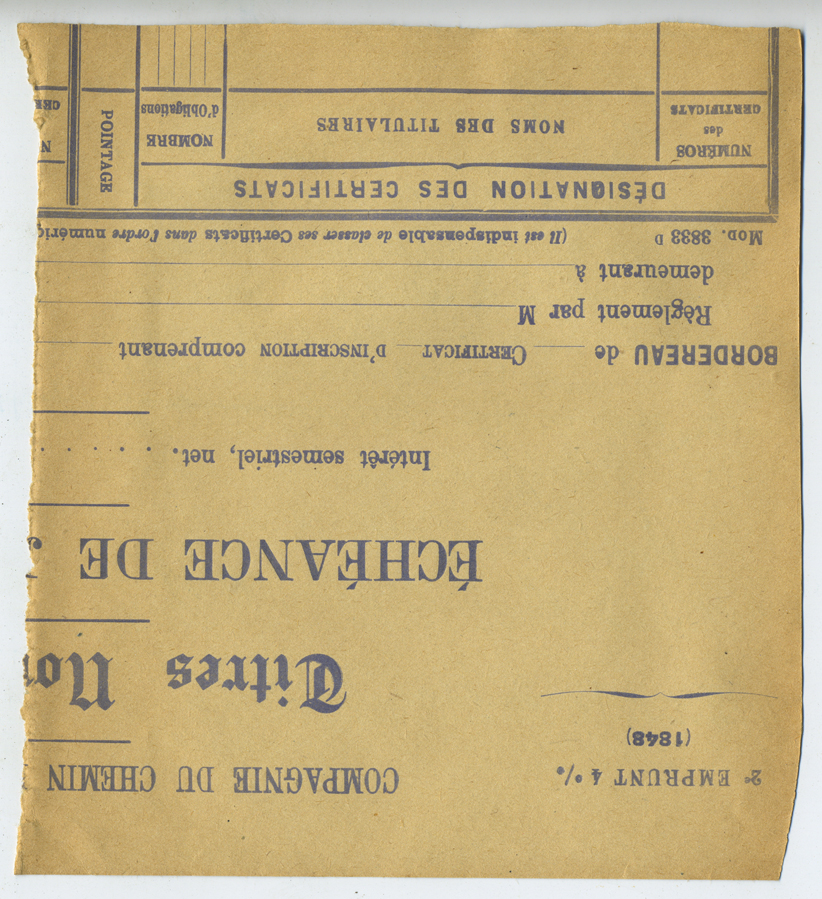 2e EMPRUNT 4 %
COMPAGNIE DU CHEMIN
(1848)
Titres
ÉCHÉANCE DE
Intérêt semestriel, net. . . . . .
BORDEREAU de CERTIFICAT D'INSCRIPTION comprenant
Règlement par M
demeurant à
MOD. 3833 D (Il est indispensable de classer ses Certificats dans l'ordre
DÉSIGNATION DES CERTIFICATS
NUMÉROS des CERTIFICATS
NOMS DES TITULAIRES
NOMBRE d'Obligations
POINTAGE